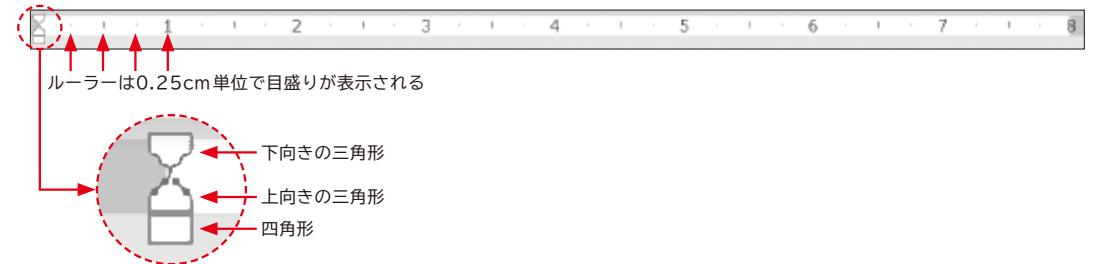 1 2 3 4 5 6 7 8
ルーラーは0.25cm単位で目盛りが表示される
下向きの三角形
上向きの三角形
四角形